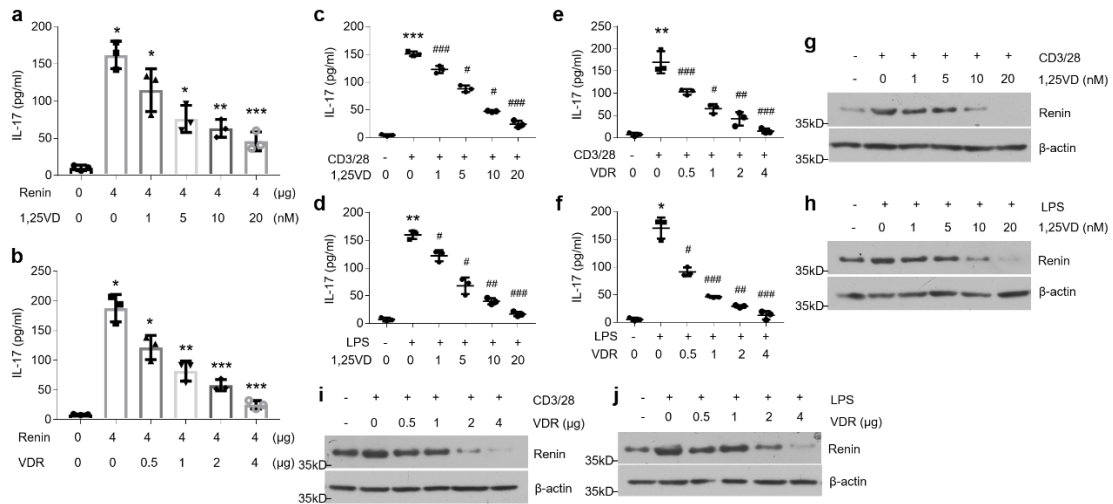 a
200
150
100
50
0
IL-17 (pg/ml)
* * * ** ***
Renin 0 4 4 4 4 4 (μg)
1,25VD 0 0 1 5 10 20 (nM)
b
250
200
150
100
50
0
IL-17 (pg/ml)
* * ** *** ***
Renin 0 4 4 4 4 4 (μg)
VDR 0 0 0.5 1 2 4 (μg)
c
200
150
100
50
0
IL-17 (pg/ml)
*** ### # # ###
CD3/28 - + + + + +
1,25VD 0 0 1 5 10 20
d
200
150
100
50
0
IL-17 (pg/ml)
** # # ## ###
LPS - + + + + +
1,25VD 0 0 1 5 10 20
e
250
200
150
100
50
0
IL-17 (pg/ml)
** ### # ## ###
CD3/28 - + + + + +
VDR 0 0 0.5 1 2 4
f
200
150
100
50
0
IL-17 (pg/ml)
* # ### ## ###
LPS - + + + + +
VDR 0 0 0.5 1 2 4
g
- + + + + + CD3/28
- 0 1 5 10 20 1,25VD (nM)
Renin
35kD
β-actin
35kD
h
- + + + + + LPS
- 0 1 5 10 20 1,25VD (nM)
Renin
35kD
β-actin
35kD
i
- + + + + + CD3/28
- 0 0.5 1 2 4 VDR (μg)
Renin
35kD
β-actin
35kD
j
- + + + + + LPS
- 0 0.5 1 2 4 VDR (μg)
Renin
35kD
β-actin
35kD